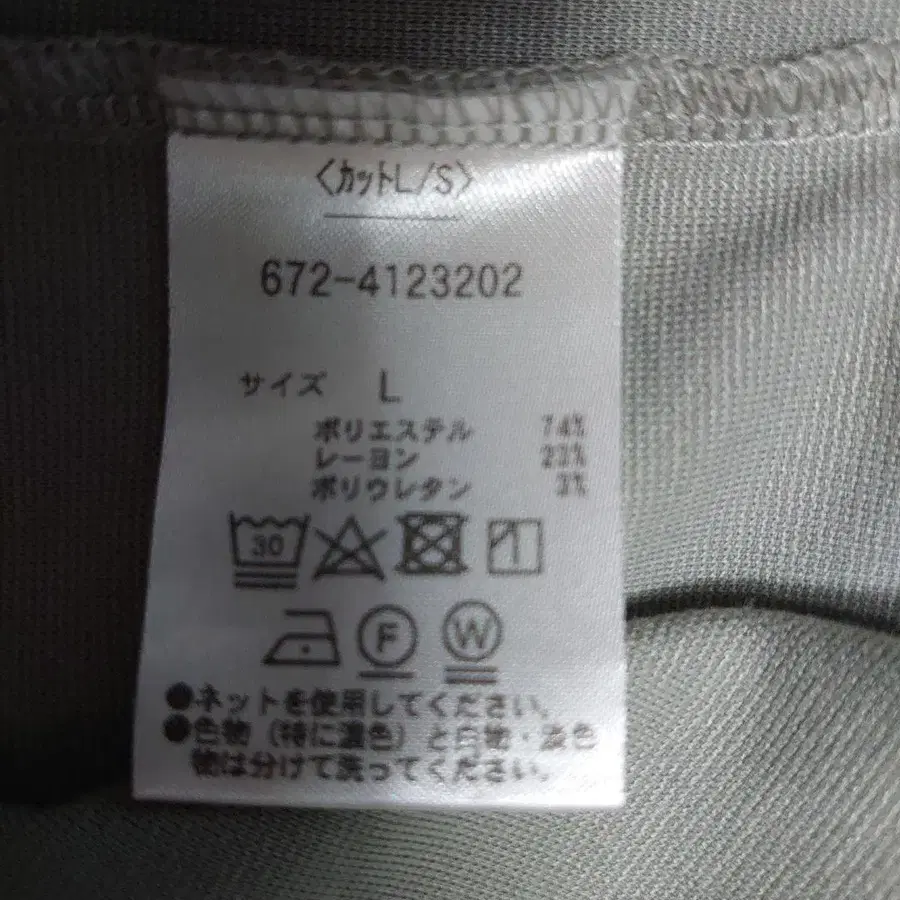 〈カットL/S〉
672-4123202
サイズ L
ポリエステル 74%
レーヨン 23%
ポリウレタン 3%
30
F W
●ネットを使用してください。
●色物（特に濃色）と白物・淡色
物は分けて洗ってください。